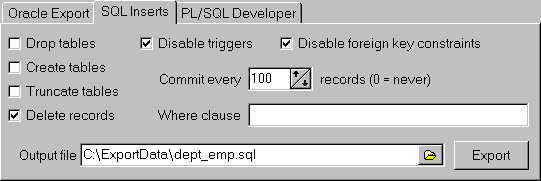 Oracle Export SQL Inserts PL/SQL Developer
Drop tables Disable triggers Disable foreign key constraints
Create tables
Commit every 100 records (0 = never)
Truncate tables
Delete records Where clause
Output file C:\ExportData\dept_emp.sql Export